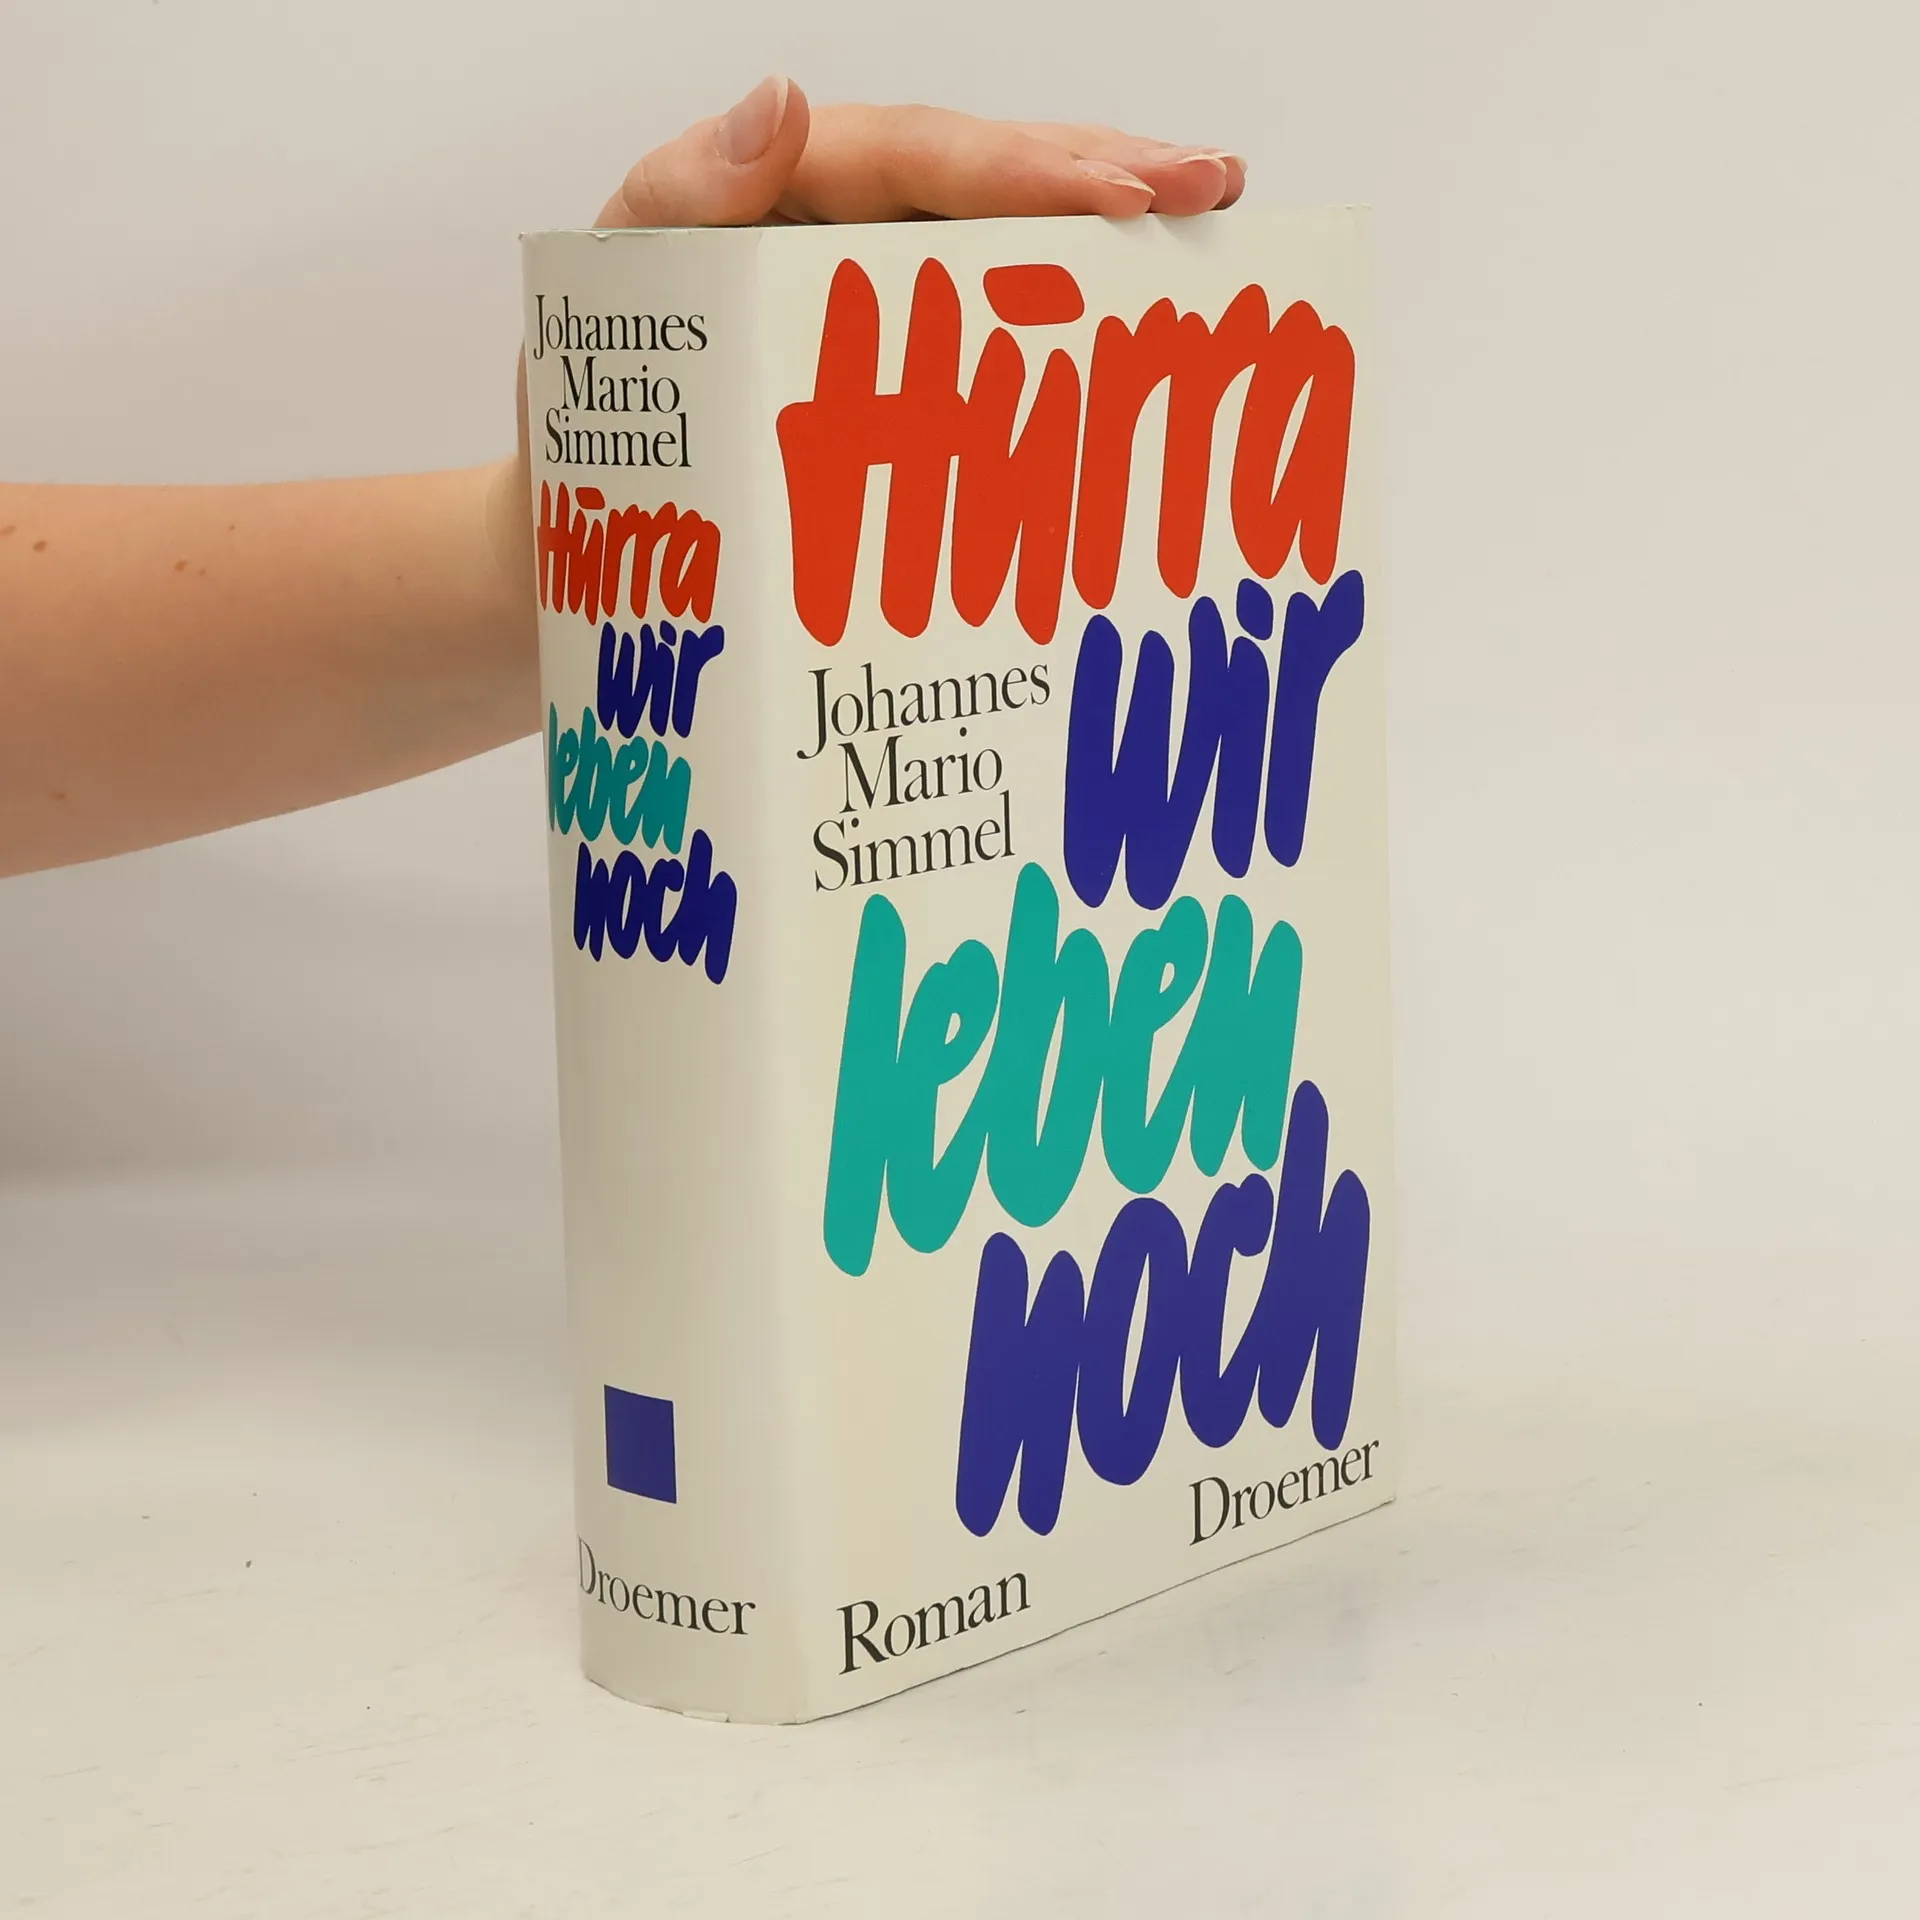 Johannes
Mario
Simmel
Hurra
wir
leben
noch
Droemer
Hurra
wir
Johannes
Mario
Simmel
leben
noch
Droemer
Roman